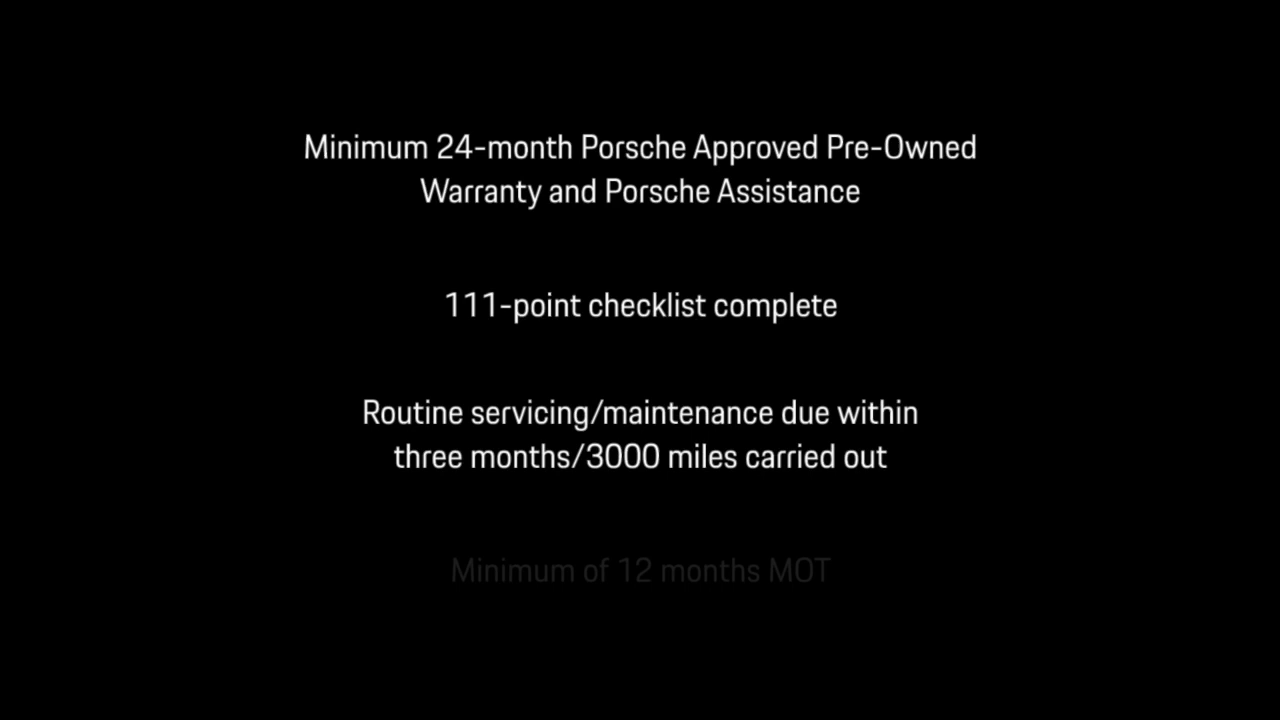 Minimum 24-month Porsche Approved Pre-Owned
Warranty and Porsche Assistance
111-point checklist complete
Routine servicing/maintenance due within
three months/3000 miles carried out
Minimum of 12 months MOT